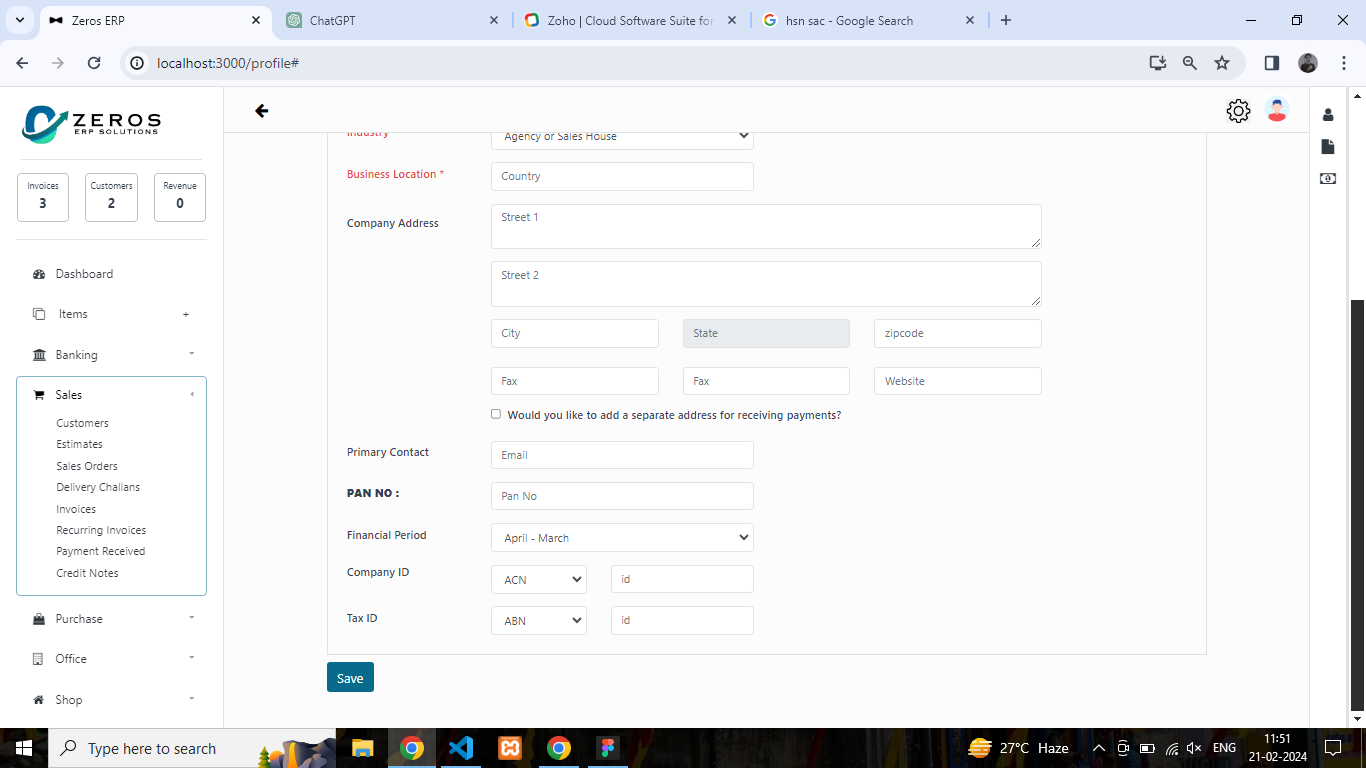 Zeros ERP
ChatGPT
Zoho | Cloud Software Suite for
hsn sac - Google Search
localhost:3000/profile#
ZEROS
ERP SOLUTIONS
Invoices
3
Customers
2
Revenue
0
Dashboard
Items +
Banking
Sales
Customers
Estimates
Sales Orders
Delivery Challans
Invoices
Recurring Invoices
Payment Received
Credit Notes
Purchase
Office
Shop
Industry
Agency or Sales House
Business Location *
Country
Company Address
Street 1
Street 2
City State zipcode
Fax Fax Website
Would you like to add a separate address for receiving payments?
Primary Contact
Email
PAN NO :
Pan No
Financial Period
April - March
Company ID
ACN id
Tax ID
ABN id
Save
Type here to search
27°C Haze
ENG
11:51
21-02-2024